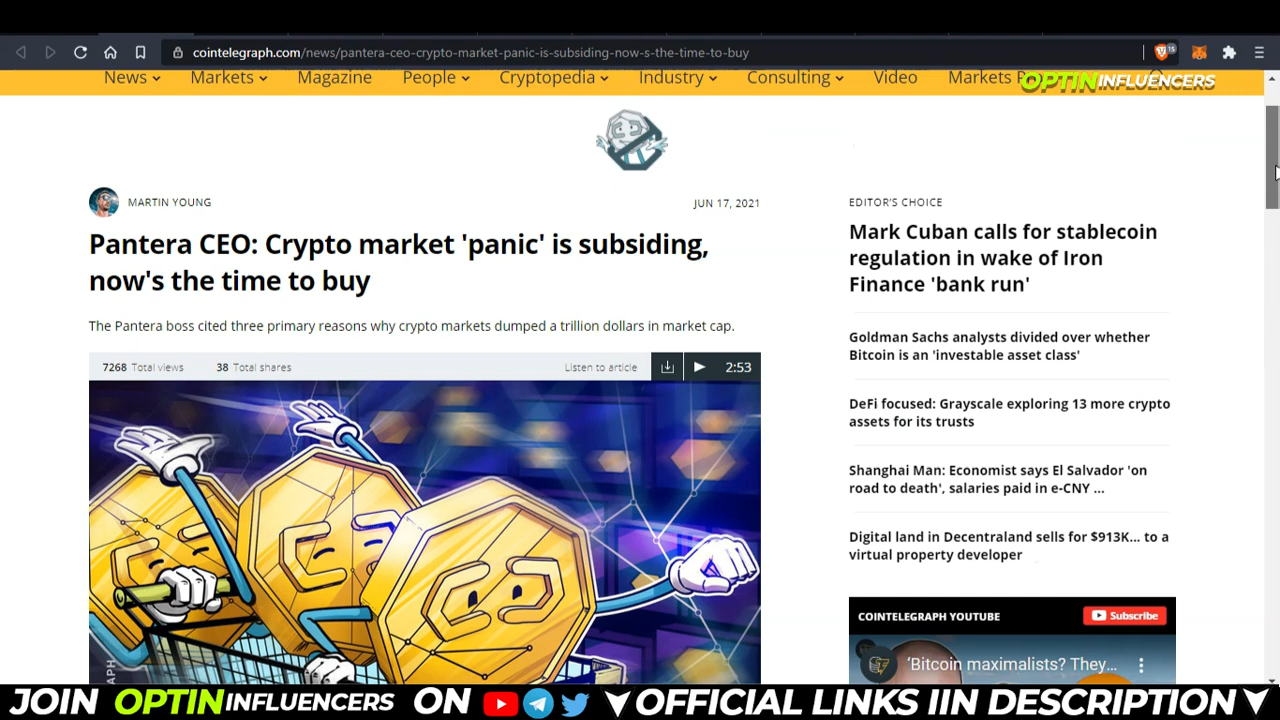 cointelegraph.com/news/pantera-ceo-crypto-market-panic-is-subsiding-now-s-the-time-to-buy
15
News Markets Magazine People Cryptopedia Industry Consulting Video Markets
OPTININFLUENCERS
MARTIN YOUNG
JUN 17, 2021
Pantera CEO: Crypto market 'panic' is subsiding,
now's the time to buy
The Pantera boss cited three primary reasons why crypto markets dumped a trillion dollars in market cap.
7268 Total views 38 Total shares Listen to article 2:53
EDITOR'S CHOICE
Mark Cuban calls for stablecoin
regulation in wake of Iron
Finance 'bank run'
Goldman Sachs analysts divided over whether
Bitcoin is an 'investable asset class'
DeFi focused: Grayscale exploring 13 more crypto
assets for its trusts
Shanghai Man: Economist says El Salvador 'on
road to death', salaries paid in e-CNY ...
Digital land in Decentraland sells for $913K... to a
virtual property developer
COINTELEGRAPH YOUTUBE Subscribe
'Bitcoin maximalists? They...
JOIN OPTININFLUENCERS ON OFFICIAL LINKS IIN DESCRIPTION